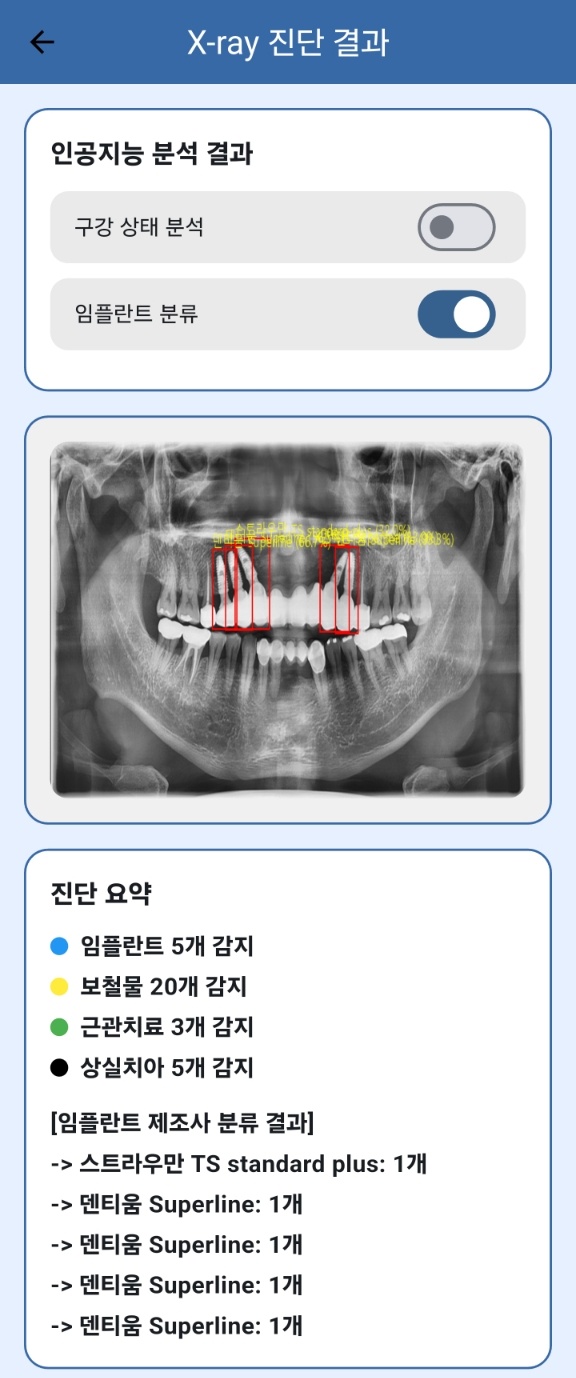 X-ray 진단 결과
인공지능 분석 결과
구강 상태 분석
임플란트 분류
진단 요약
임플란트 5개 감지
보철물 20개 감지
근관치료 3개 감지
상실치아 5개 감지
[임플란트 제조사 분류 결과]
-> 스트라우만 TS standard plus: 1개
-> 덴티움 Superline: 1개
-> 덴티움 Superline: 1개
-> 덴티움 Superline: 1개
-> 덴티움 Superline: 1개